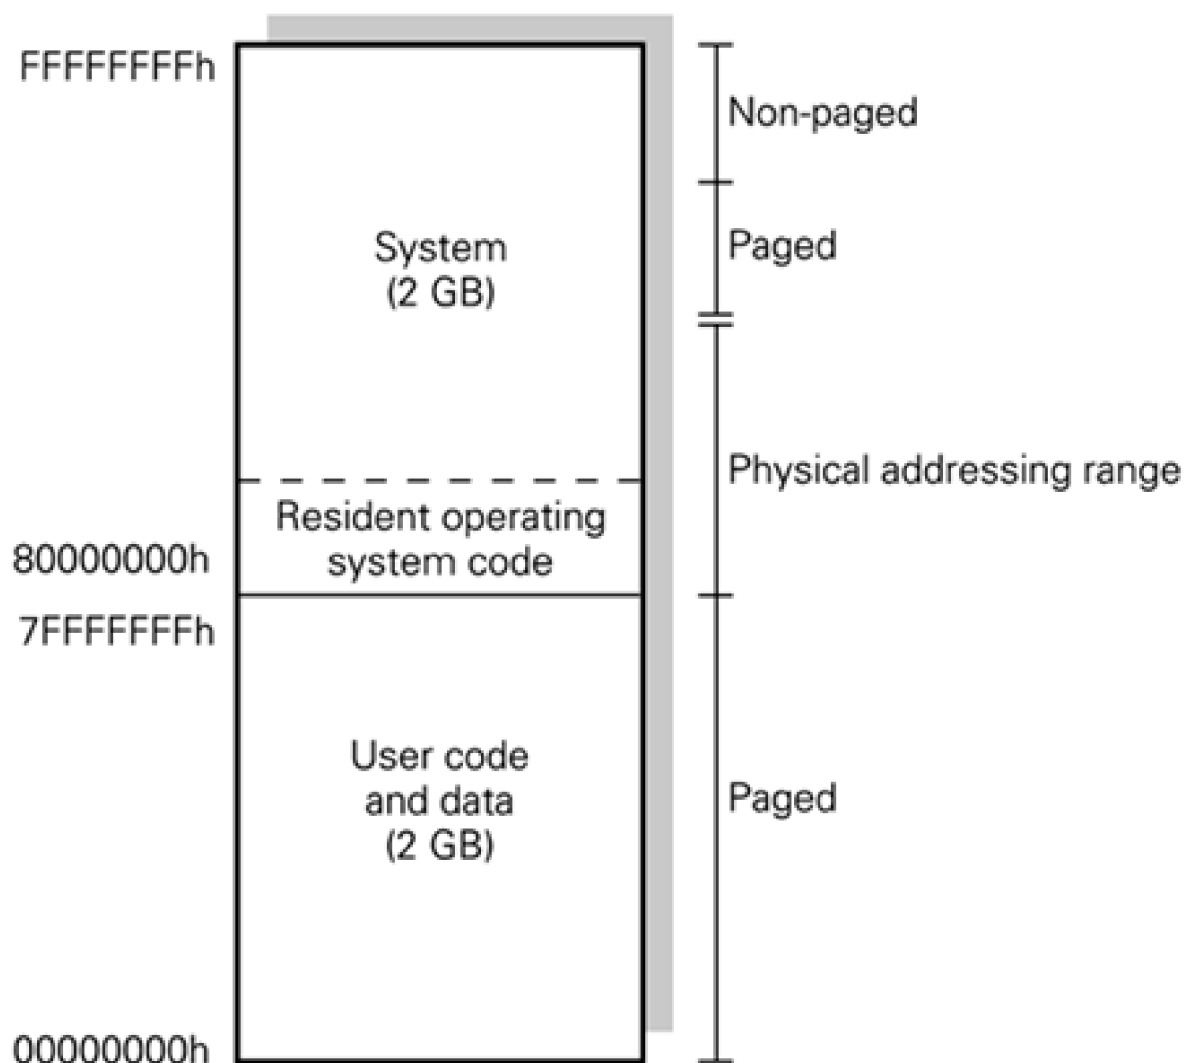 FFFFFFFFh
Non-paged
Paged
System
(2 GB)
Physical addressing range
Resident operating
system code
80000000h
7FFFFFFFh
User code
and data
(2 GB)
Paged
00000000h